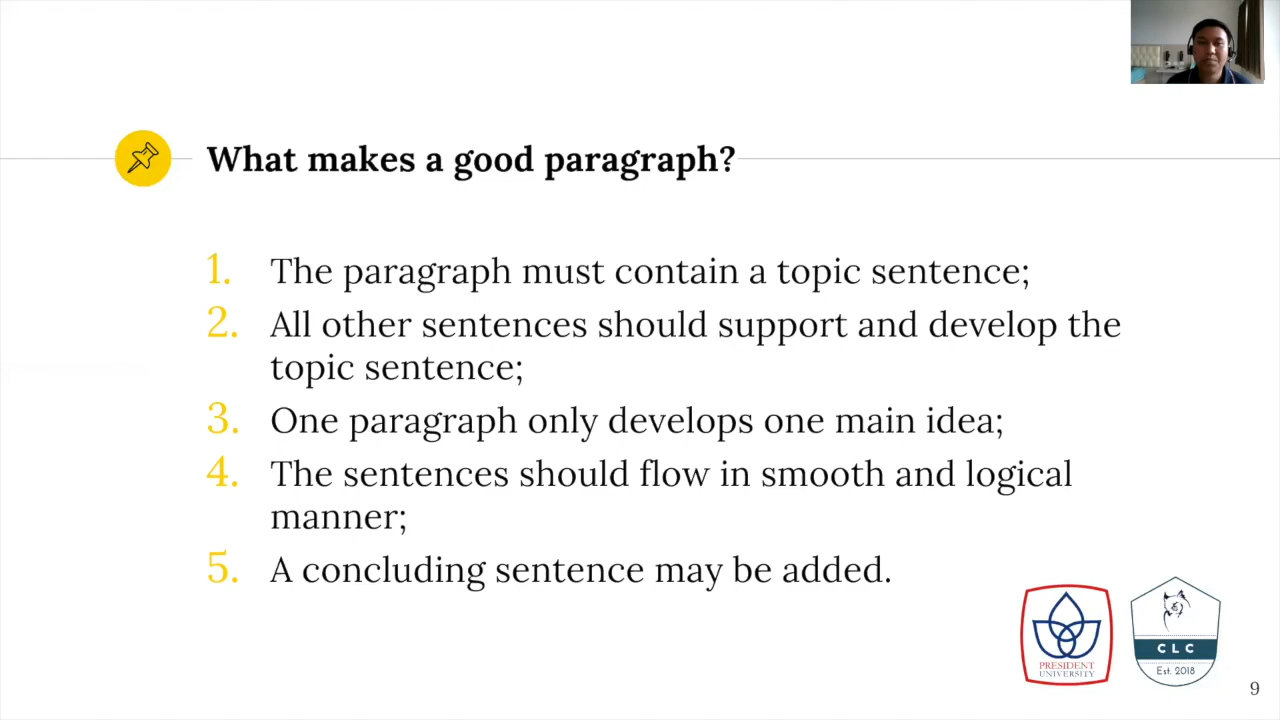 What makes a good paragraph?
1. The paragraph must contain a topic sentence;
2. All other sentences should support and develop the
topic sentence;
3. One paragraph only develops one main idea;
4. The sentences should flow in smooth and logical
manner;
5. A concluding sentence may be added.
PRESIDENT
UNIVERSITY
CLC
Est. 2018
9